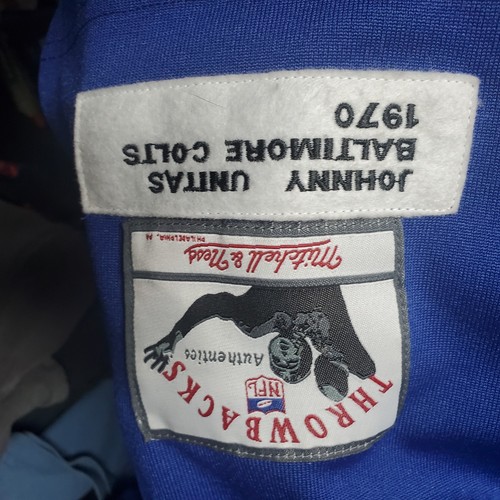 JOHNNY UNITAS
BALTIMORE COLTS
1970
Mitchell & Ness
PHILADELPHIA, PA
Authentics
THROWBACKS
NFL